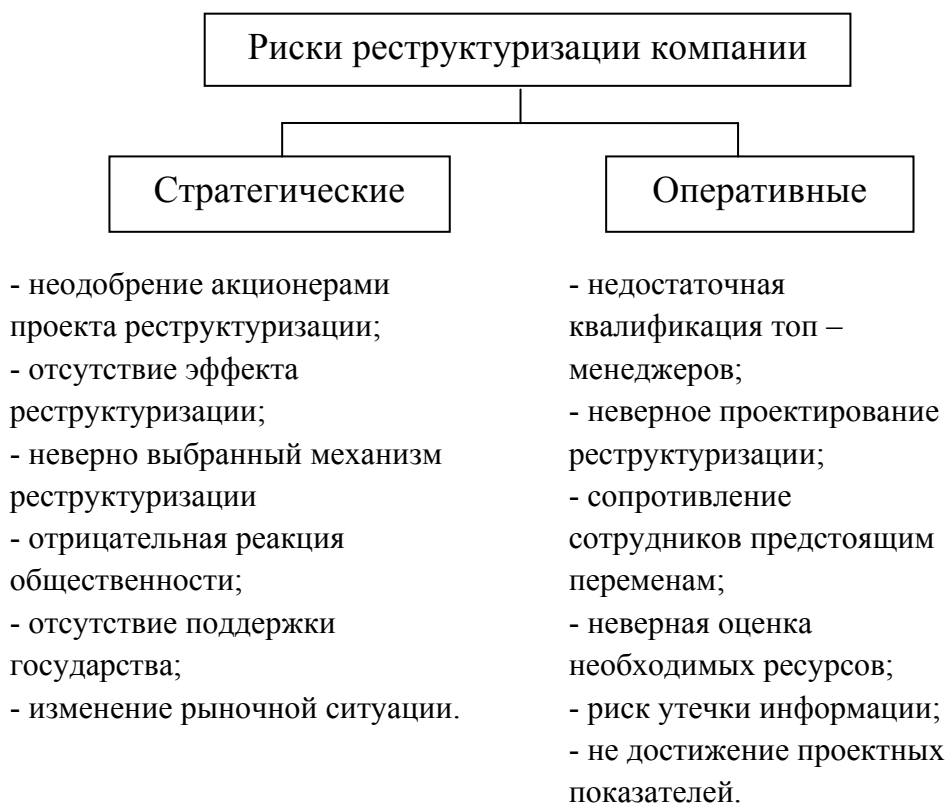 Риски реструктуризации компании
Стратегические
Оперативные
- неодобрение акционерами
проекта реструктуризации;
- отсутствие эффекта
реструктуризации;
- неверно выбранный механизм
реструктуризации
- отрицательная реакция
общественности;
- отсутствие поддержки
государства;
- изменение рыночной ситуации.
- недостаточная
квалификация топ –
менеджеров;
- неверное проектирование
реструктуризации;
- сопротивление
сотрудников предстоящим
переменам;
- неверная оценка
необходимых ресурсов;
- риск утечки информации;
- не достижение проектных
показателей.